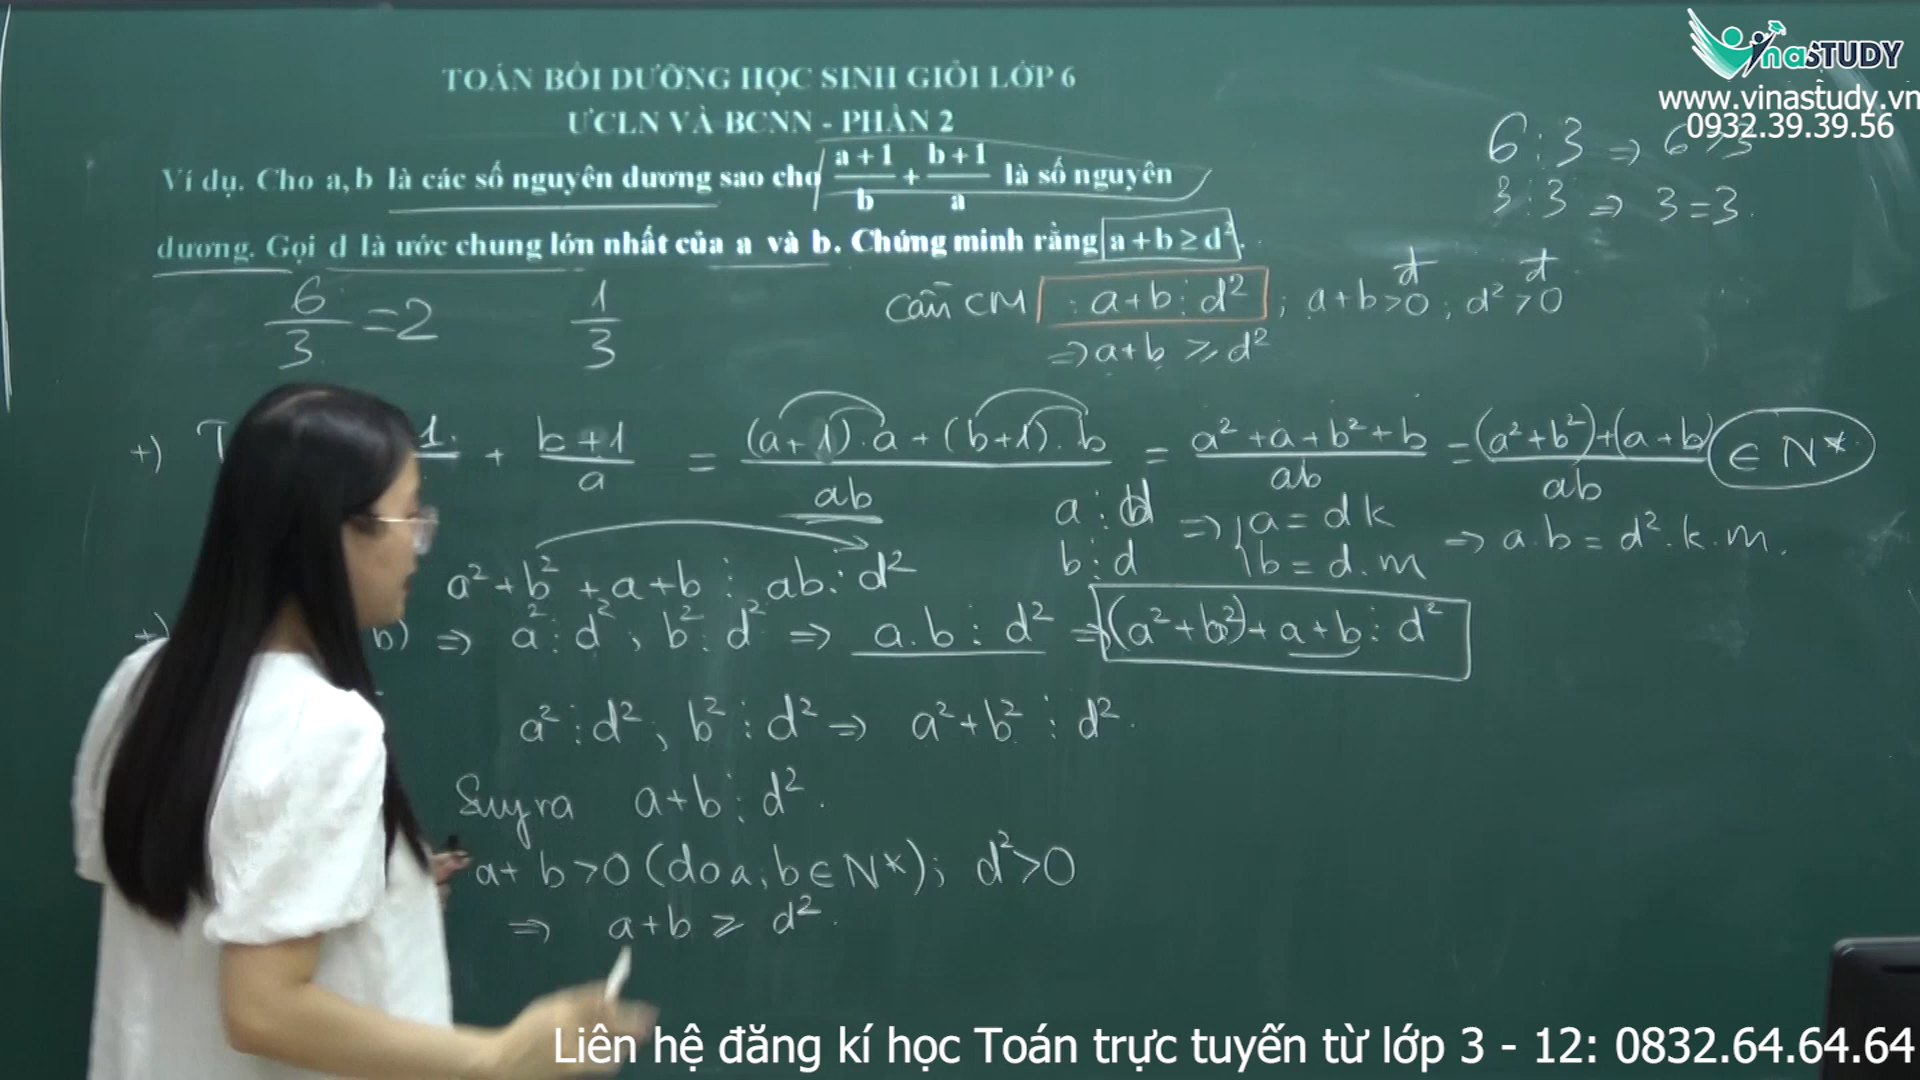 VinaSTUDY
www.vinastudy.vn
0932.39.39.56
TOÁN BỒI DƯỠNG HỌC SINH GIỎI LỚP 6
ƯCLN VÀ BCNN - PHẦN 2
Ví dụ. Cho a, b là các số nguyên dương sao cho (a+1)/b + (b+1)/a là số nguyên
dương. Gọi d là ước chung lớn nhất của a và b. Chứng minh rằng a + b ≥ d².
6 ⋮ 3 ⇒ 6 > 3
3 ⋮ 3 ⇒ 3 = 3.
6/3 = 2 1/3
Cần CM : a+b ⋮ d² ; a+b > 0 ; d² > 0
đ đ
⇒ a+b ≥ d²
+) 1 + (b+1)/a = ((a+1).a + (b+1).b)/ab = (a²+a+b²+b)/ab = ((a²+b²)+(a+b))/ab ∈ N*
a ⋮ d
b ⋮ d
⇒ a = dk
b = d.m
⇒ a.b = d².k.m.
a²+b²+a+b ⋮ ab ⋮ d²
+) b) ⇒ a² ⋮ d² ; b² ⋮ d² ⇒ a.b ⋮ d² ⇒ (a²+b²)+a+b ⋮ d²
a² ⋮ d² ; b² ⋮ d² ⇒ a²+b² ⋮ d².
Suy ra a+b ⋮ d².
a+b>0 (do a,b ∈ N*); d²>0
⇒ a+b ≥ d².
Liên hệ đăng kí học Toán trực tuyến từ lớp 3 - 12: 0832.64.64.64